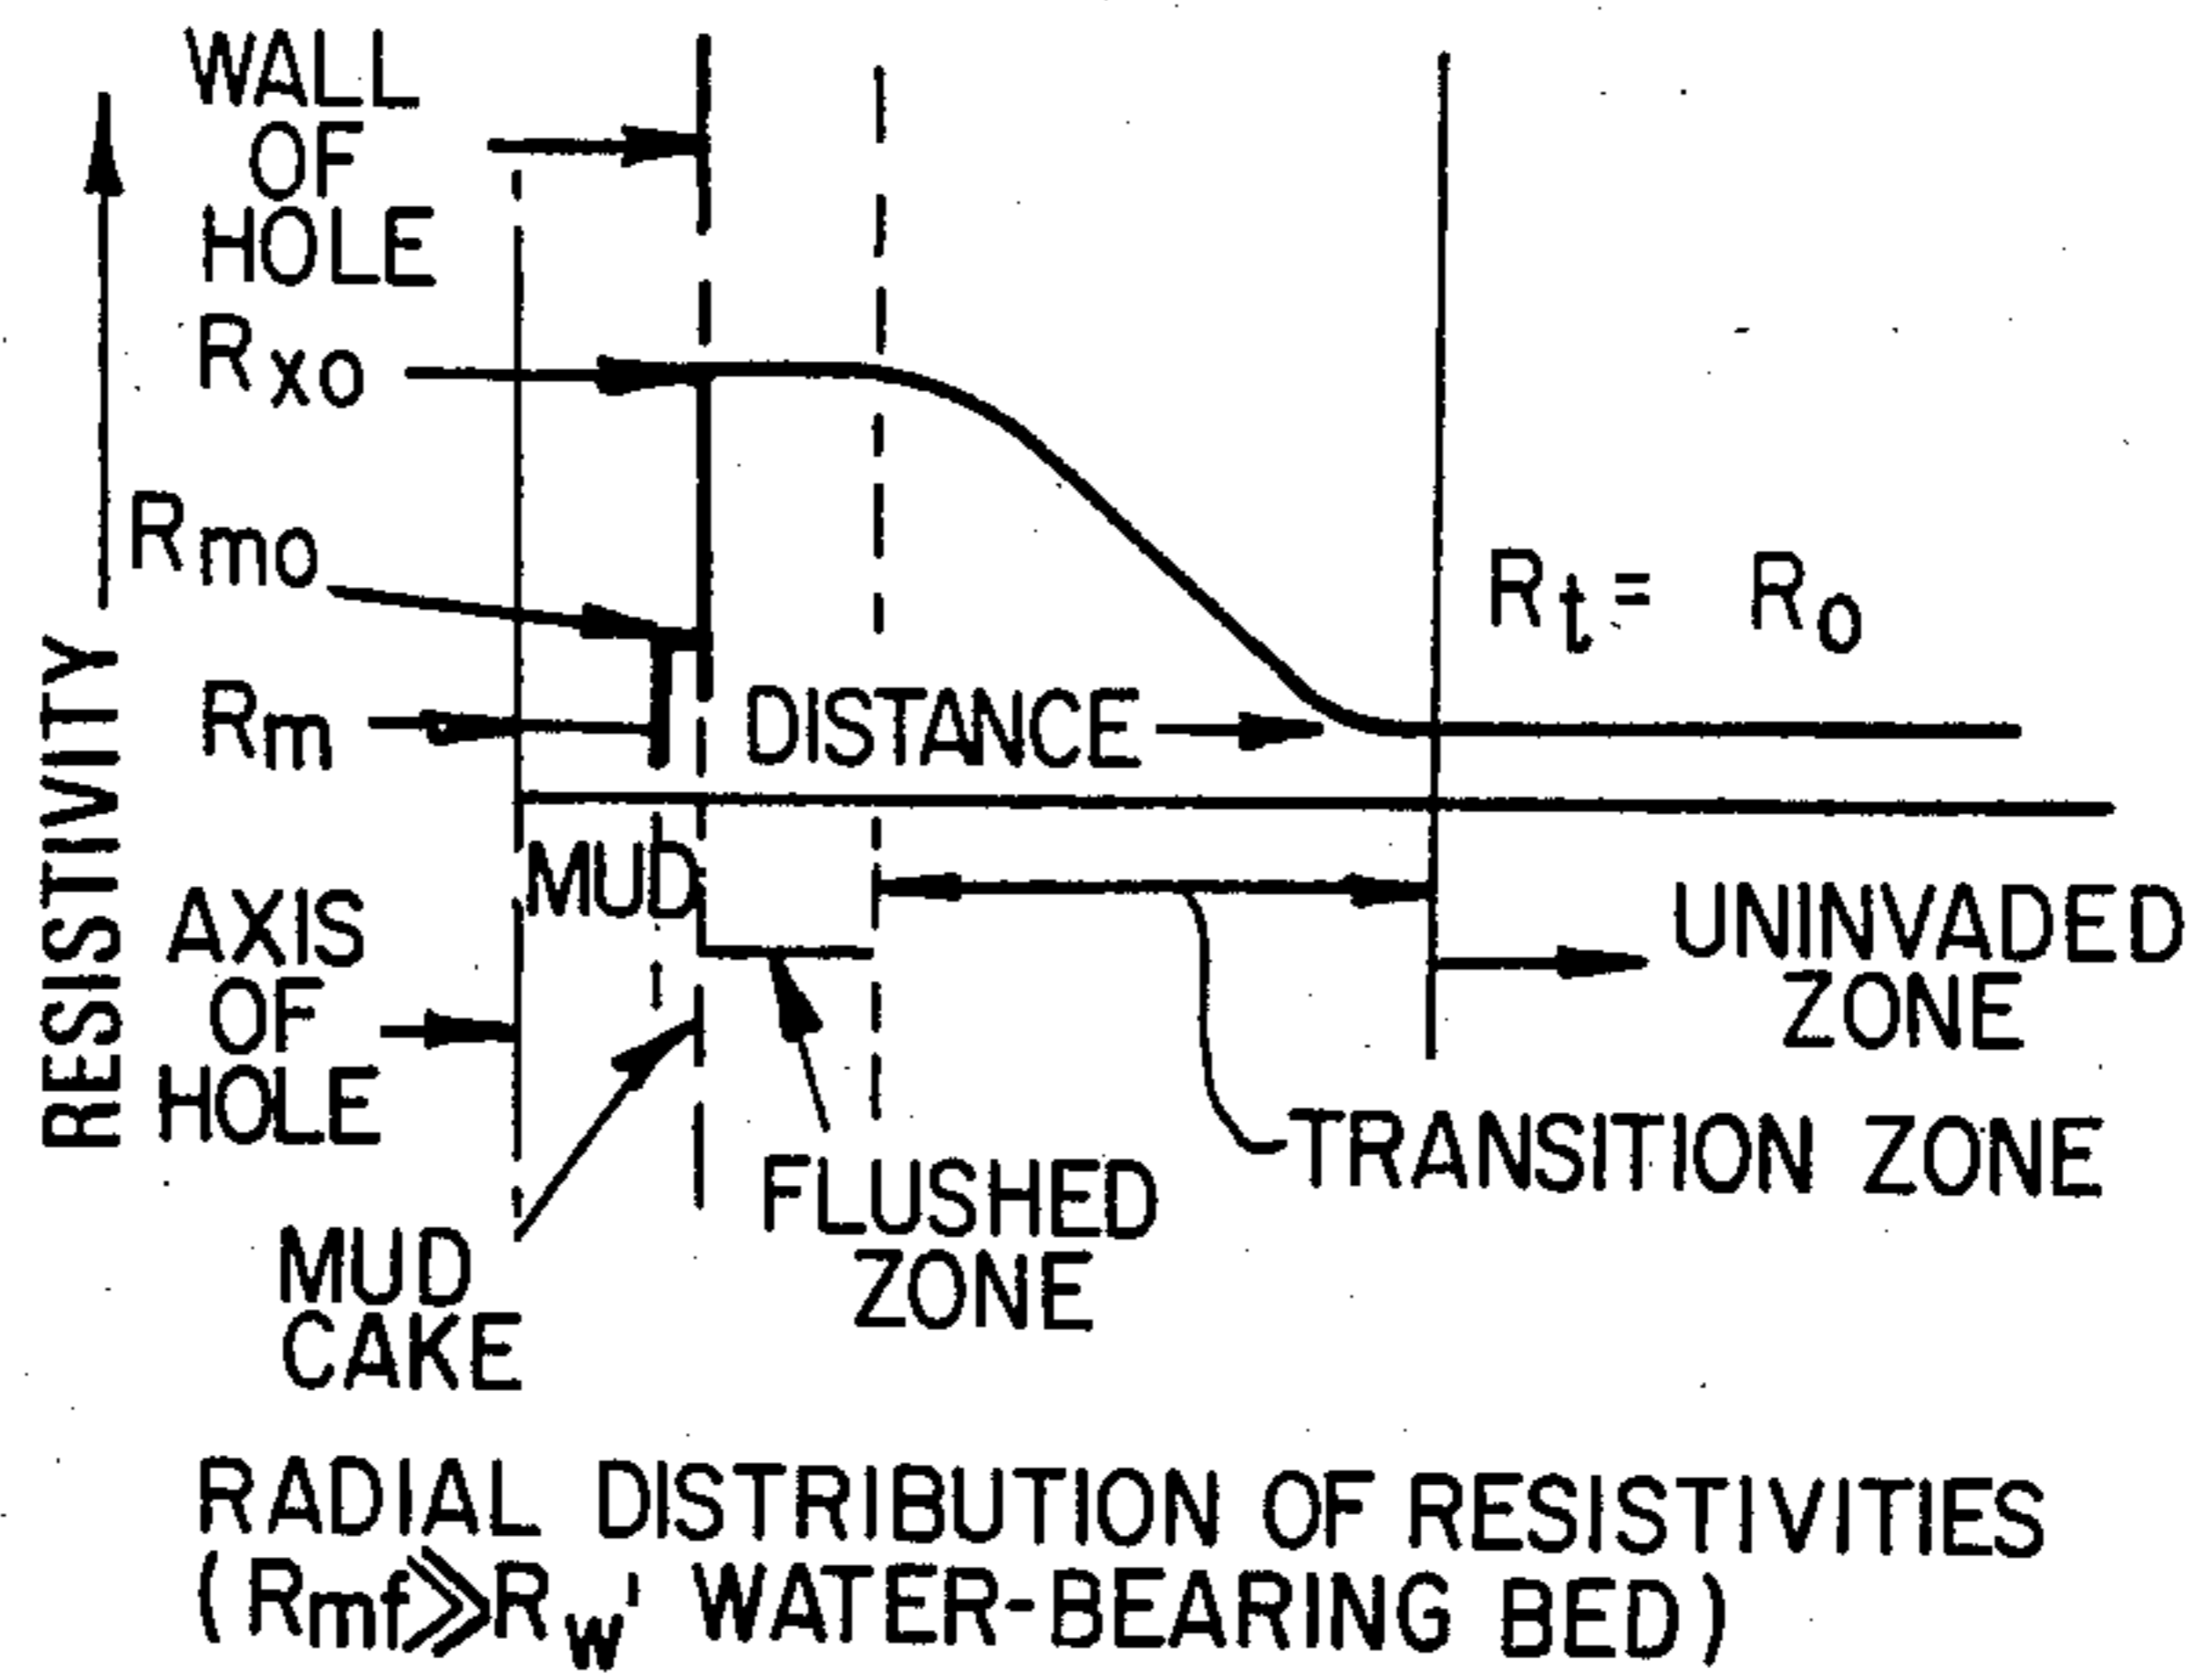 WALL
OF
HOLE
Rxo
Rmo
Rm
RESISTIVITY
DISTANCE
Rt = Ro
MUD
AXIS
OF
HOLE
UNINVADED
ZONE
TRANSITION ZONE
FLUSHED
ZONE
MUD
CAKE
RADIAL DISTRIBUTION OF RESISTIVITIES
(Rmf≫Rw, WATER-BEARING BED)